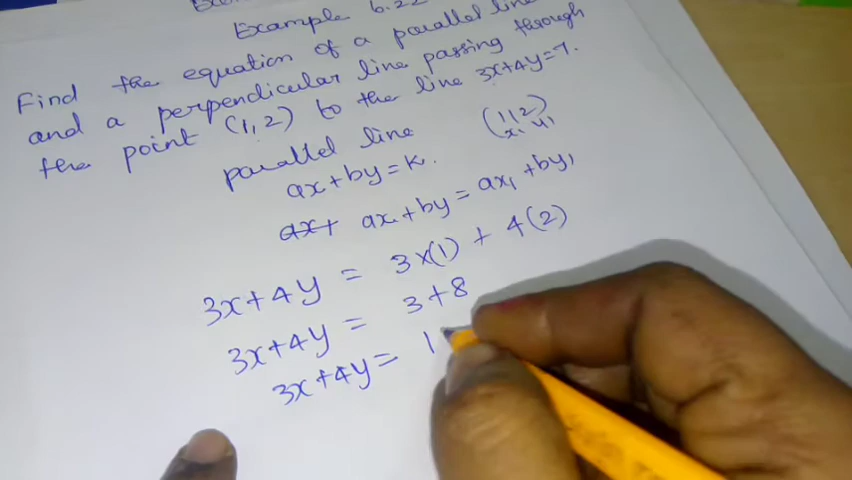 Example 6.22
Find the equation of a parallel line
and a perpendicular line passing through
the point (1,2) to the line 3x+4y=7.
parallel line (1,2)
x₁ y₁
ax+by=k.
ax+ ax+by=ax₁+by₁
3x+4y = 3×(1) + 4(2)
3x+4y = 3+8
3x+4y= 1